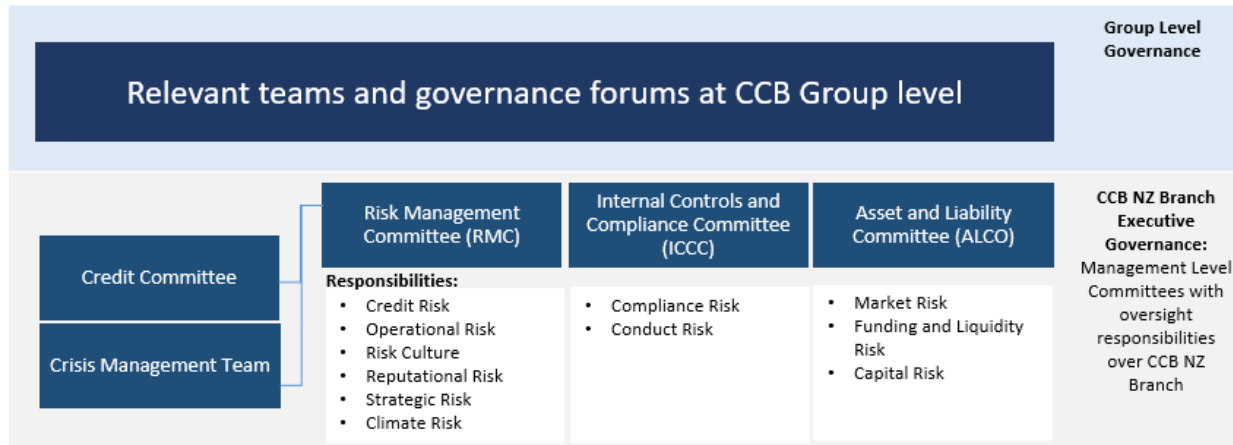 Group Level
Governance
Relevant teams and governance forums at CCB Group level
Credit Committee
Crisis Management Team
Risk Management
Committee (RMC)
Responsibilities:
• Credit Risk
• Operational Risk
• Risk Culture
• Reputational Risk
• Strategic Risk
• Climate Risk
Internal Controls and
Compliance Committee
(ICCC)
• Compliance Risk
• Conduct Risk
Asset and Liability
Committee (ALCO)
• Market Risk
• Funding and Liquidity
Risk
• Capital Risk
CCB NZ Branch
Executive
Governance:
Management Level
Committees with
oversight
responsibilities
over CCB NZ
Branch